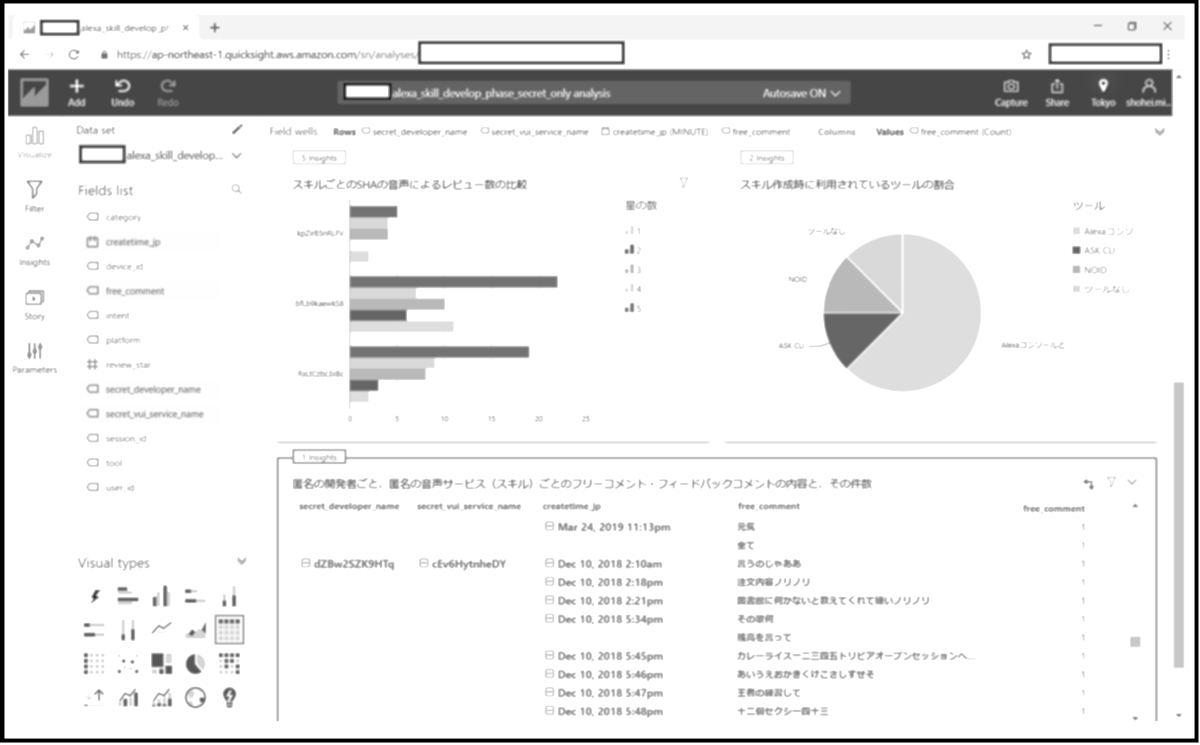 alexa_skill_develop_p/
https://ap-northeast-1.quicksight.aws.amazon.com/sn/analyses/
Add
Undo
Redo
alexa_skill_develop_phase_secret_only analysis
Autosave ON
Capture
Share
Tokyo
shohei.mi...
Visualize
Filter
Insights
Story
Parameters
Data set
alexa_skill_develop...
Fields list
category
createtime_jp
device_id
free_comment
intent
platform
review_star
secret_developer_name
secret_vui_service_name
session_id
tool
user_id
Visual types
Field wells Rows secret_developer_name secret_vui_service_name createtime_jp (MINUTE) free_comment Columns Values free_comment (Count)
5 Insights
スキルごとのSHAの音声によるレビュー数の比較
星の数
1
2
3
4
5
0 5 10 15 20 25
2 Insights
スキル作成時に利用されているツールの割合
ツールなし
NOID
ASK CLI
Alexaコンソールと
ツール
Alexaコンソ
ASK CLI
NOID
ツールなし
1 Insights
匿名の開発者ごと、匿名の音声サービス（スキル）ごとのフリーコメント・フィードバックコメントの内容と、その件数
secret_developer_name secret_vui_service_name createtime_jp free_comment free_comment
Mar 24, 2019 11:13pm 元気 1
全て 1
dZBw2SZK9HTq cEv6HytnheDY Dec 10, 2018 2:10am 言うのしゃああ 1
Dec 10, 2018 2:18pm 注文内容ノリノリ 1
Dec 10, 2018 2:21pm 図書館に何かないと教えてくれて嫌いノリノリ 1
Dec 10, 2018 5:34pm その歌何 1
残高を言って 1
Dec 10, 2018 5:45pm カレーライス一二三四五トリビアオープンセッションへ... 1
Dec 10, 2018 5:46pm あいうえおかきくけこさしすせそ 1
Dec 10, 2018 5:47pm 王者の練習して 1
Dec 10, 2018 5:48pm 十二個セクシー四十三 1